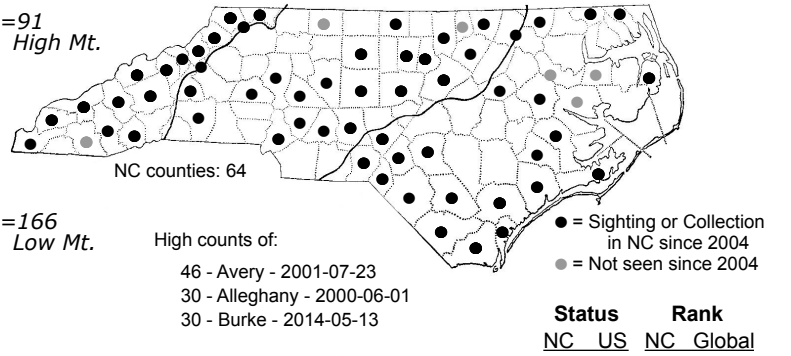 =91
High Mt.
NC counties: 64
=166
Low Mt.
High counts of:
46 - Avery - 2001-07-23
30 - Alleghany - 2000-06-01
30 - Burke - 2014-05-13
= Sighting or Collection
in NC since 2004
= Not seen since 2004
Status Rank
NC US NC Global